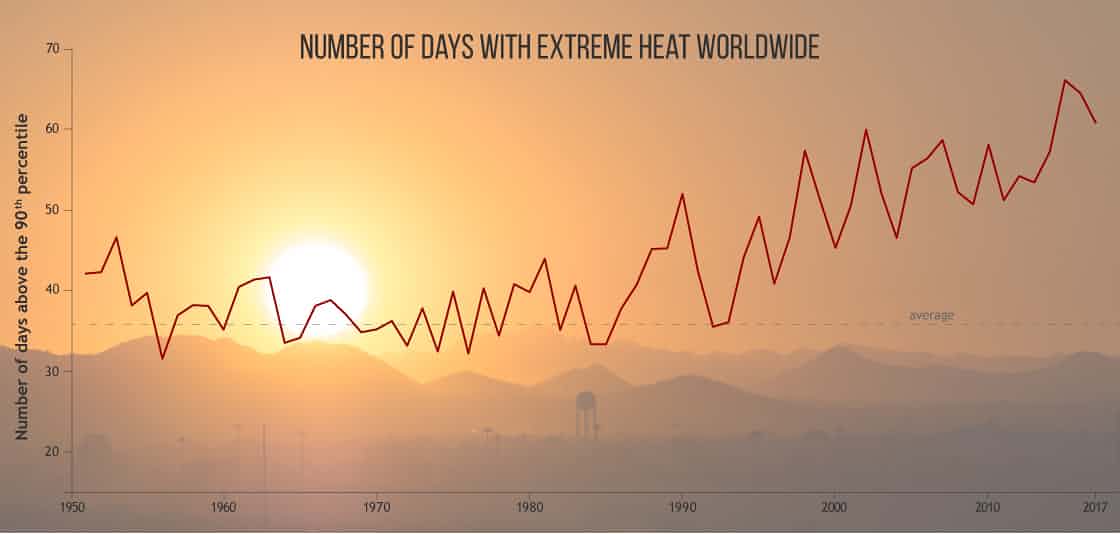 NUMBER OF DAYS WITH EXTREME HEAT WORLDWIDE
Number of days above the 90th percentile
70
60
50
40
30
20
average
1950 1960 1970 1980 1990 2000 2010 2017